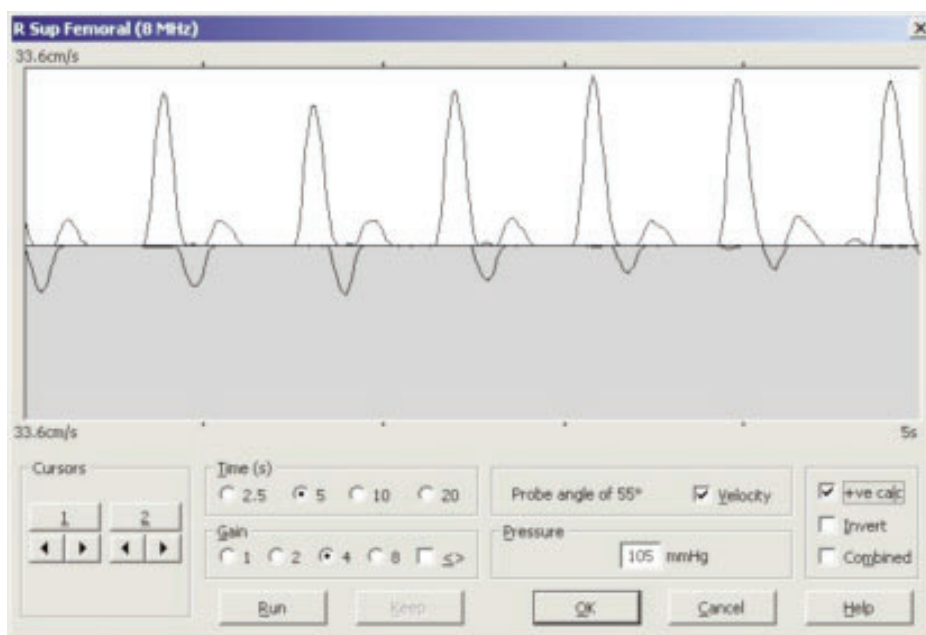 R Sup Femoral (8 MHz)
33.6cm/s
33.6cm/s 5s
Cursors
1 2
Time (s)
2.5 5 10 20
Gain
1 2 4 8 ≤>
Probe angle of 55° Velocity
Pressure
105 mmHg
+ve calc
Invert
Combined
Run Keep OK Cancel Help